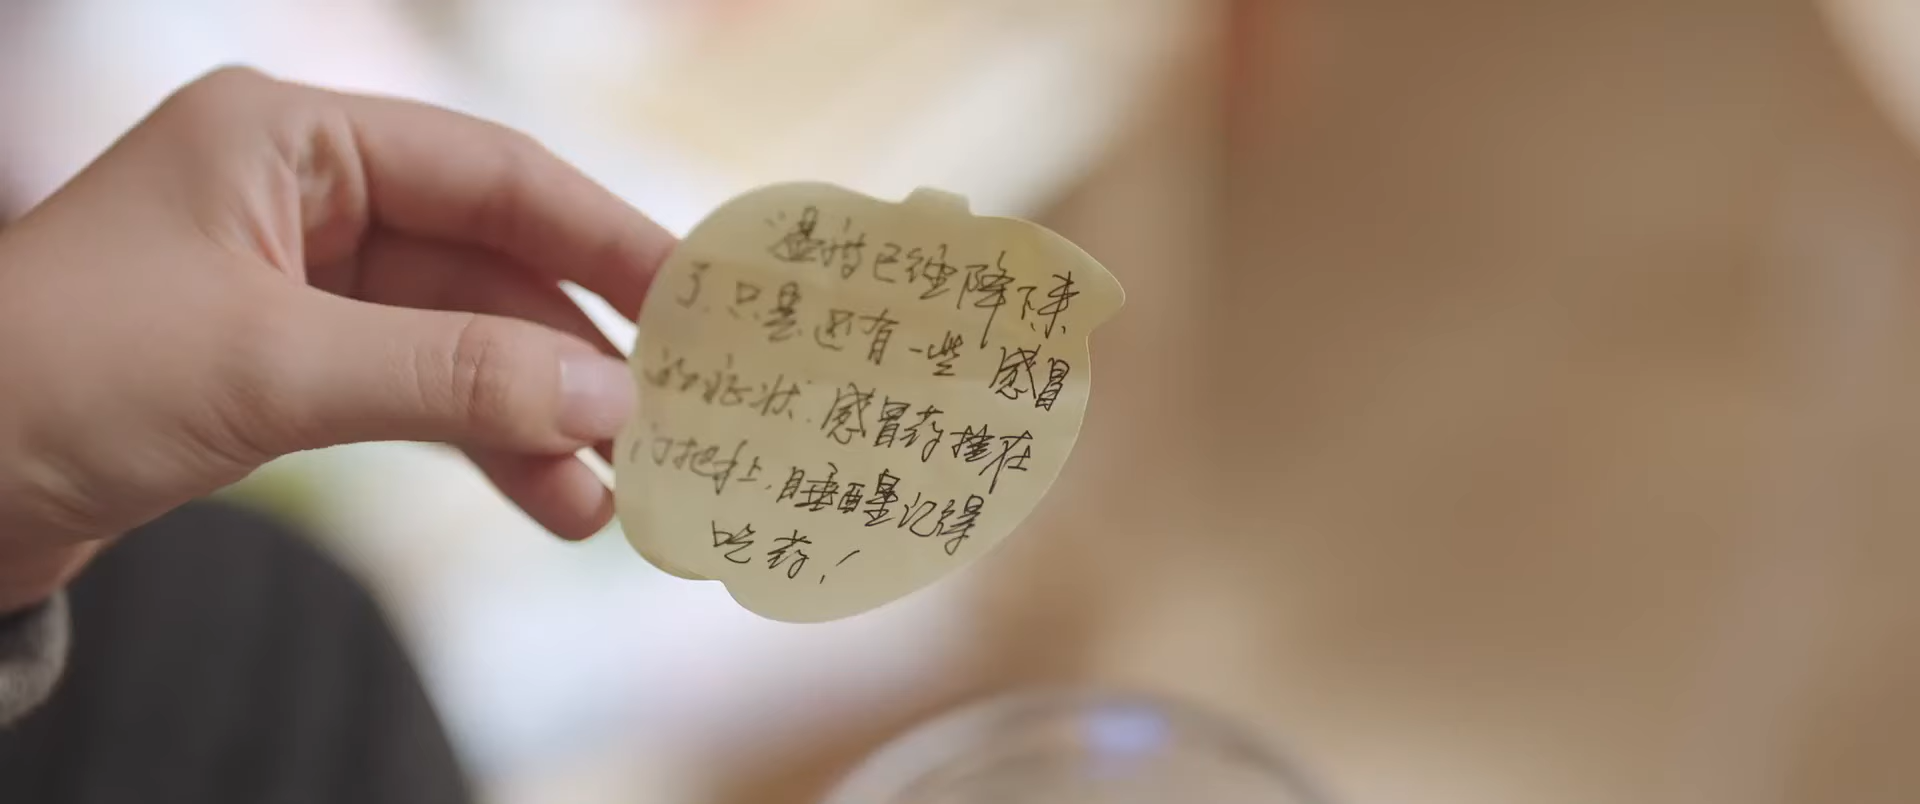 温度已经降下来
了.只是还有一些感冒
的症状.感冒药挂在
门把手上.睡醒记得
吃药!